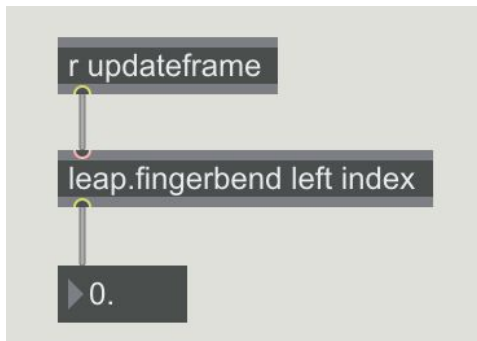 r updateframe
leap.fingerbend left index
0.